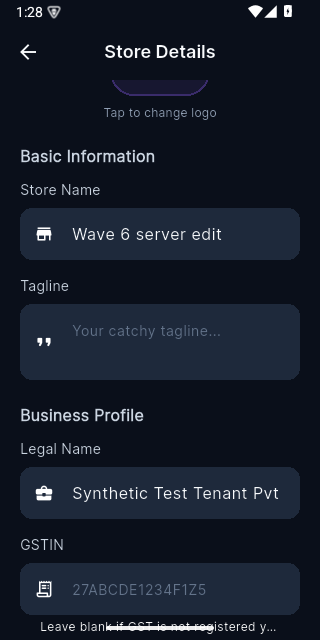 1:28
Store Details
Tap to change logo
Basic Information
Store Name
Wave 6 server edit
Tagline
Your catchy tagline...
Business Profile
Legal Name
Synthetic Test Tenant Pvt
GSTIN
27ABCDE1234F1Z5
Leave blank if GST is not registered y...